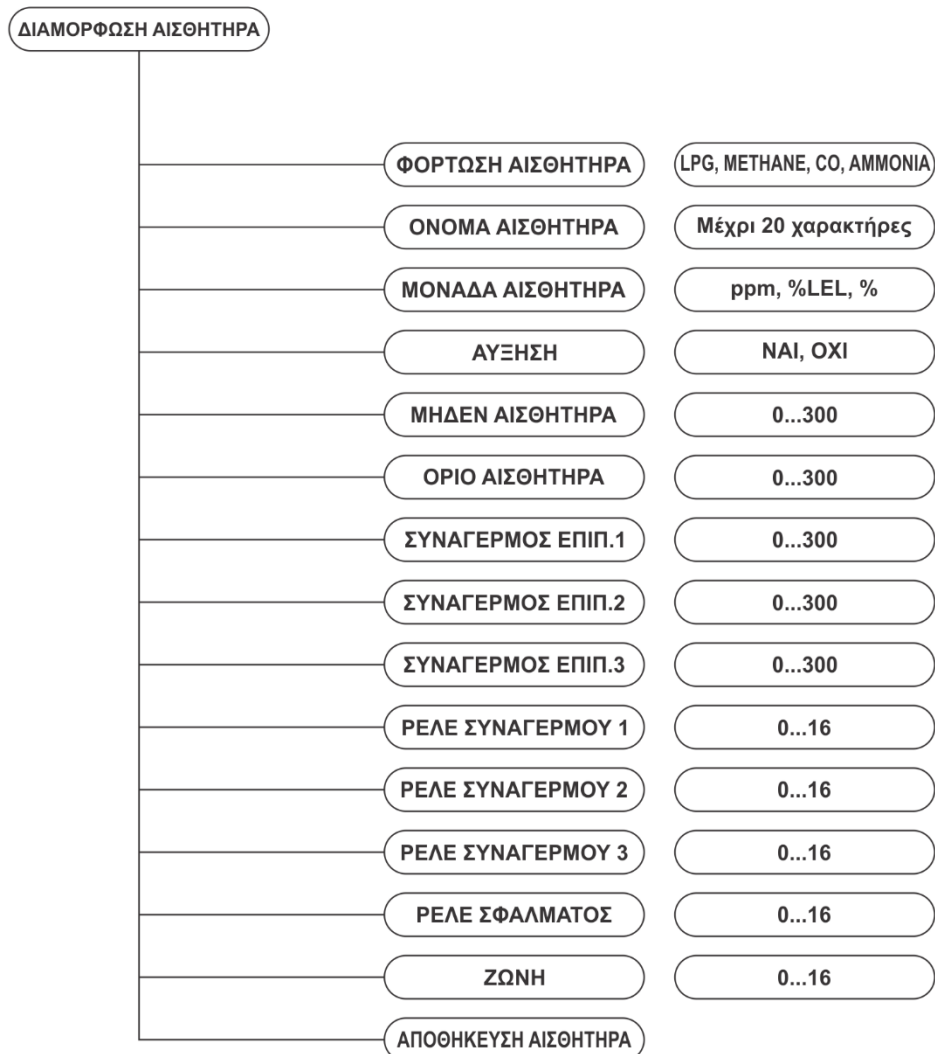 ΔΙΑΜΟΡΦΩΣΗ ΑΙΣΘΗΤΗΡΑ
ΦΟΡΤΩΣΗ ΑΙΣΘΗΤΗΡΑ LPG, METHANE, CO, AMMONIA
ΟΝΟΜΑ ΑΙΣΘΗΤΗΡΑ Μέχρι 20 χαρακτήρες
ΜΟΝΑΔΑ ΑΙΣΘΗΤΗΡΑ ppm, %LEL, %
ΑΥΞΗΣΗ ΝΑΙ, ΟΧΙ
ΜΗΔΕΝ ΑΙΣΘΗΤΗΡΑ 0...300
ΟΡΙΟ ΑΙΣΘΗΤΗΡΑ 0...300
ΣΥΝΑΓΕΡΜΟΣ ΕΠΙΠ.1 0...300
ΣΥΝΑΓΕΡΜΟΣ ΕΠΙΠ.2 0...300
ΣΥΝΑΓΕΡΜΟΣ ΕΠΙΠ.3 0...300
ΡΕΛΕ ΣΥΝΑΓΕΡΜΟΥ 1 0...16
ΡΕΛΕ ΣΥΝΑΓΕΡΜΟΥ 2 0...16
ΡΕΛΕ ΣΥΝΑΓΕΡΜΟΥ 3 0...16
ΡΕΛΕ ΣΦΑΛΜΑΤΟΣ 0...16
ΖΩΝΗ 0...16
ΑΠΟΘΗΚΕΥΣΗ ΑΙΣΘΗΤΗΡΑ